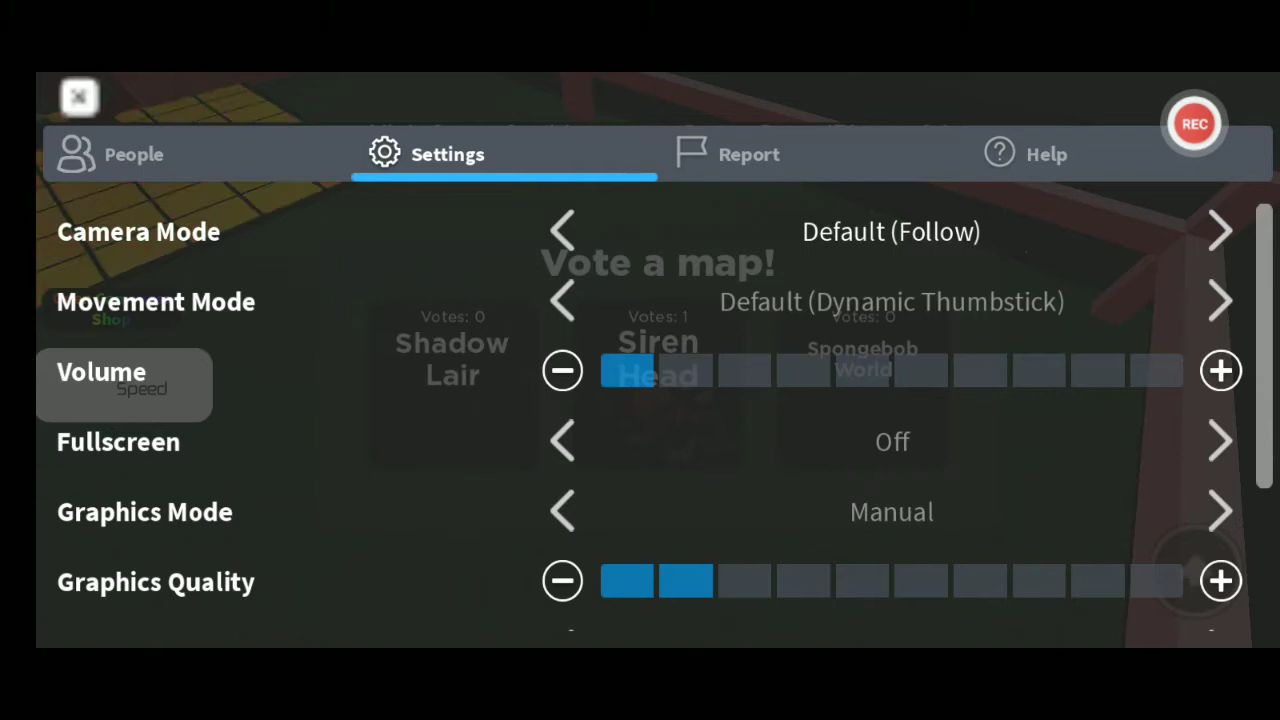 REC
People
Settings
Report
Help
Camera Mode
Default (Follow)
Vote a map!
Movement Mode
Default (Dynamic Thumbstick)
Shop
Votes: 0
Votes: 1
Votes: 0
Shadow
Lair
Siren
Head
Spongebob
World
Volume
Speed
Fullscreen
Off
Graphics Mode
Manual
Graphics Quality